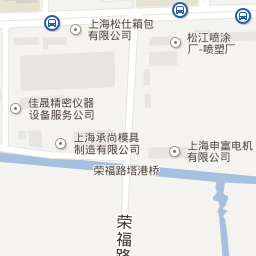 上海松仕箱包
有限公司
松江喷涂
厂-喷塑厂
佳晟精密仪器
设备服务公司
上海承尚模具
制造有限公司
上海申富电机
有限公司
荣福路塔港桥
荣福路